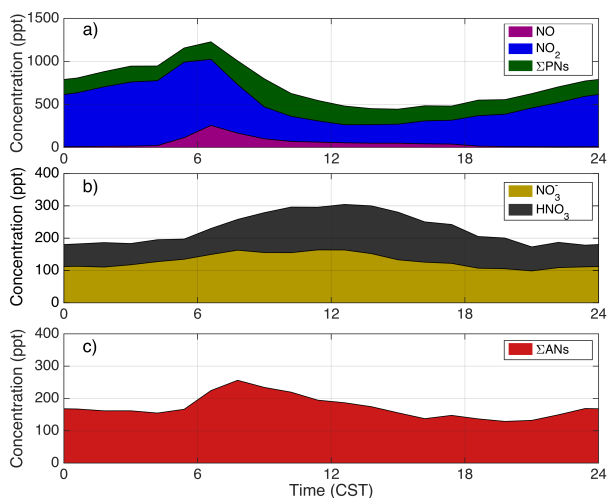 a)
Concentration (ppt)
1500
1000
500
0
0 6 12 18 24
NO
NO₂
ΣPNs
b)
Concentration (ppt)
400
300
200
100
0
0 6 12 18 24
NO₃⁻
HNO₃
c)
Concentration (ppt)
400
300
200
100
0
0 6 12 18 24
ΣANs
Time (CST)